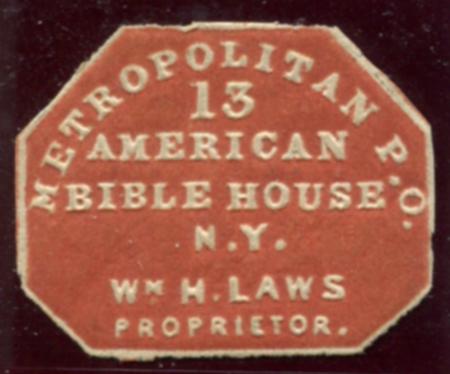 METROPOLITAN P.O.
13
AMERICAN
BIBLE HOUSE
N.Y.
WM H. LAWS
PROPRIETOR.